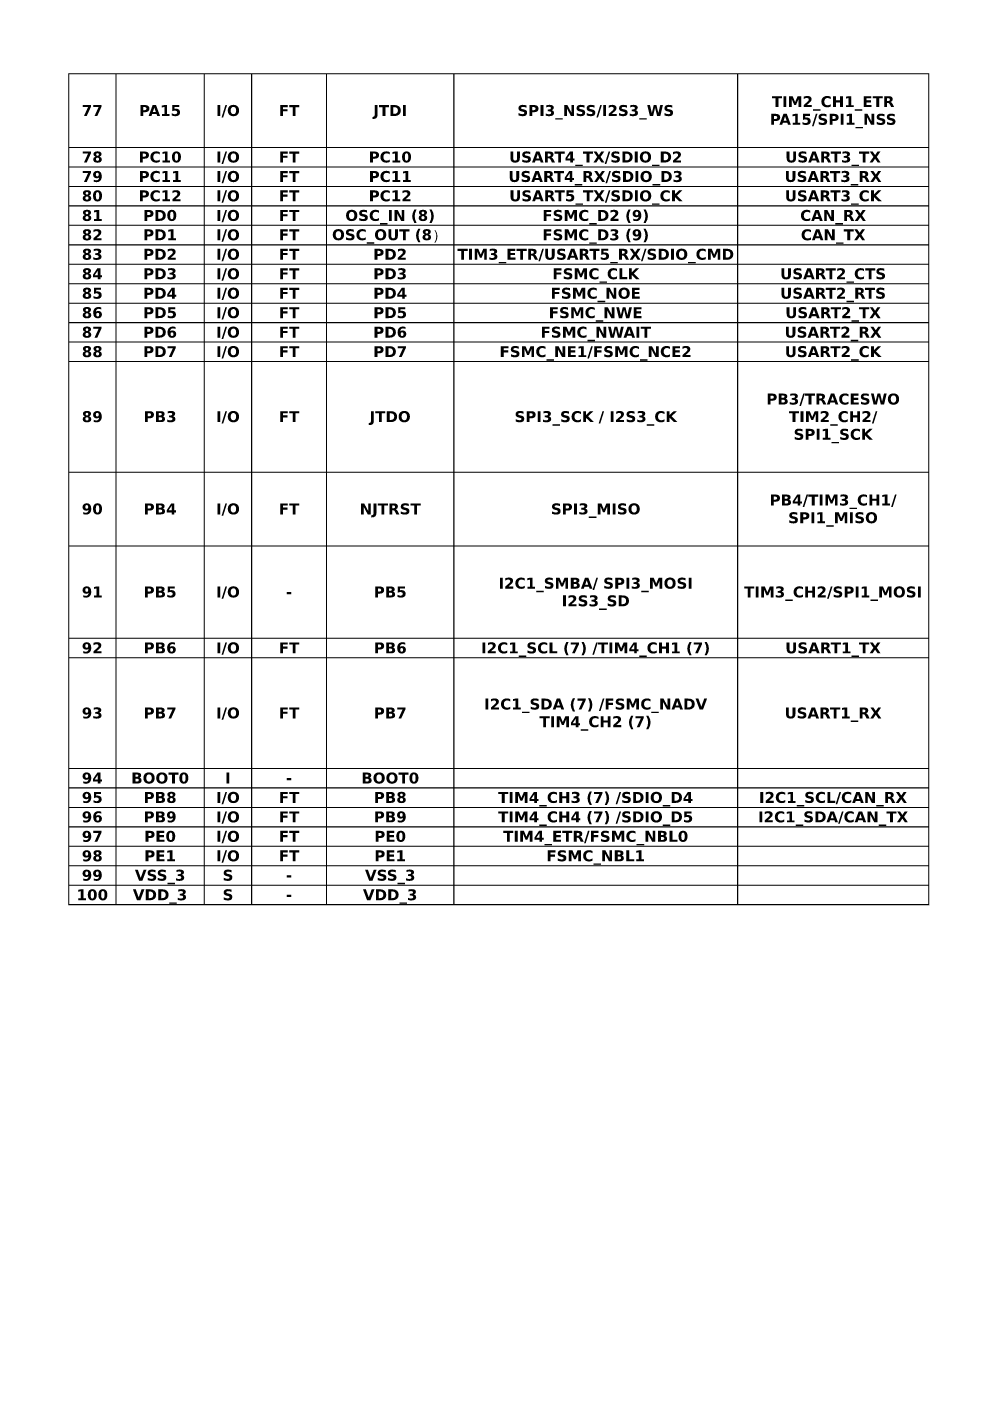 77 PA15 I/O FT JTDI SPI3_NSS/I2S3_WS TIM2_CH1_ETR
PA15/SPI1_NSS
78 PC10 I/O FT PC10 USART4_TX/SDIO_D2 USART3_TX
79 PC11 I/O FT PC11 USART4_RX/SDIO_D3 USART3_RX
80 PC12 I/O FT PC12 USART5_TX/SDIO_CK USART3_CK
81 PD0 I/O FT OSC_IN (8) FSMC_D2 (9) CAN_RX
82 PD1 I/O FT OSC_OUT (8） FSMC_D3 (9) CAN_TX
83 PD2 I/O FT PD2 TIM3_ETR/USART5_RX/SDIO_CMD
84 PD3 I/O FT PD3 FSMC_CLK USART2_CTS
85 PD4 I/O FT PD4 FSMC_NOE USART2_RTS
86 PD5 I/O FT PD5 FSMC_NWE USART2_TX
87 PD6 I/O FT PD6 FSMC_NWAIT USART2_RX
88 PD7 I/O FT PD7 FSMC_NE1/FSMC_NCE2 USART2_CK
89 PB3 I/O FT JTDO SPI3_SCK / I2S3_CK PB3/TRACESWO
TIM2_CH2/
SPI1_SCK
90 PB4 I/O FT NJTRST SPI3_MISO PB4/TIM3_CH1/
SPI1_MISO
91 PB5 I/O - PB5 I2C1_SMBA/ SPI3_MOSI
I2S3_SD TIM3_CH2/SPI1_MOSI
92 PB6 I/O FT PB6 I2C1_SCL (7) /TIM4_CH1 (7) USART1_TX
93 PB7 I/O FT PB7 I2C1_SDA (7) /FSMC_NADV
TIM4_CH2 (7) USART1_RX
94 BOOT0 I - BOOT0
95 PB8 I/O FT PB8 TIM4_CH3 (7) /SDIO_D4 I2C1_SCL/CAN_RX
96 PB9 I/O FT PB9 TIM4_CH4 (7) /SDIO_D5 I2C1_SDA/CAN_TX
97 PE0 I/O FT PE0 TIM4_ETR/FSMC_NBL0
98 PE1 I/O FT PE1 FSMC_NBL1
99 VSS_3 S - VSS_3
100 VDD_3 S - VDD_3